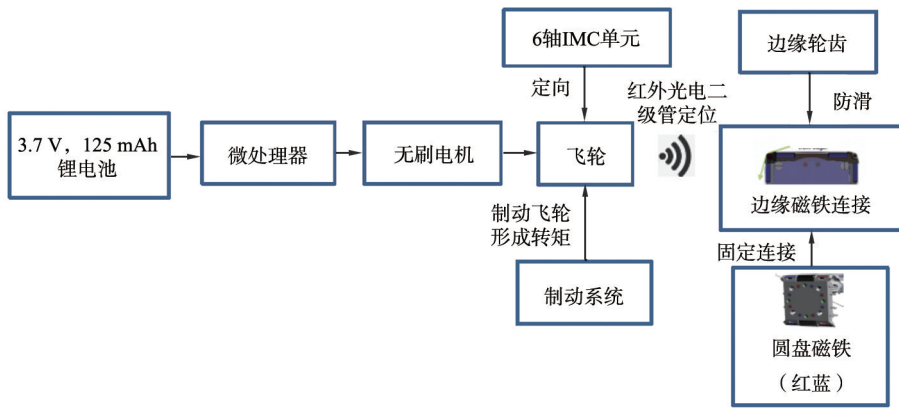 6轴IMC单元
边缘轮齿
定向
红外光电二
级管定位
防滑
3.7 V，125 mAh
锂电池
微处理器
无刷电机
飞轮
边缘磁铁连接
制动飞轮
形成转矩
固定连接
制动系统
圆盘磁铁
（红蓝）